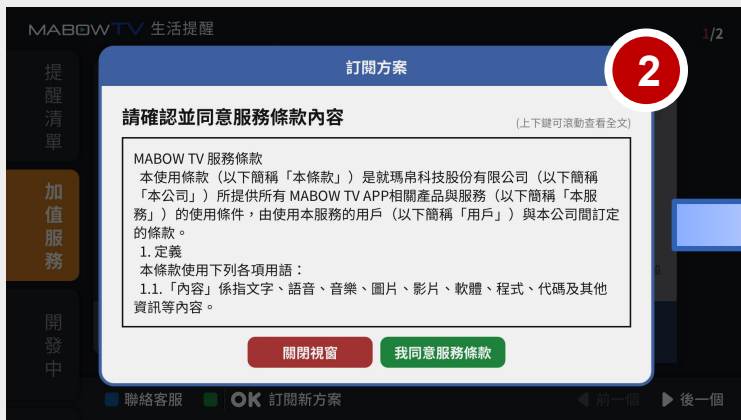 MABOWTV 生活提醒
1/2
2
訂閱方案
請確認並同意服務條款內容
(上下鍵可滾動查看全文)
MABOW TV 服務條款
本使用條款（以下簡稱「本條款」）是就瑪帛科技股份有限公司（以下簡稱
「本公司」）所提供所有 MABOW TV APP相關產品與服務（以下簡稱「本服
務」）的使用條件，由使用本服務的用戶（以下簡稱「用戶」）與本公司間訂定
的條款。
1. 定義
本條款使用下列各項用語：
1.1.「內容」係指文字、語音、音樂、圖片、影片、軟體、程式、代碼及其他
資訊等內容。
關閉視窗
我同意服務條款
提醒清單
加值服務
開發中
聯絡客服
OK 訂閱新方案
前一個
後一個